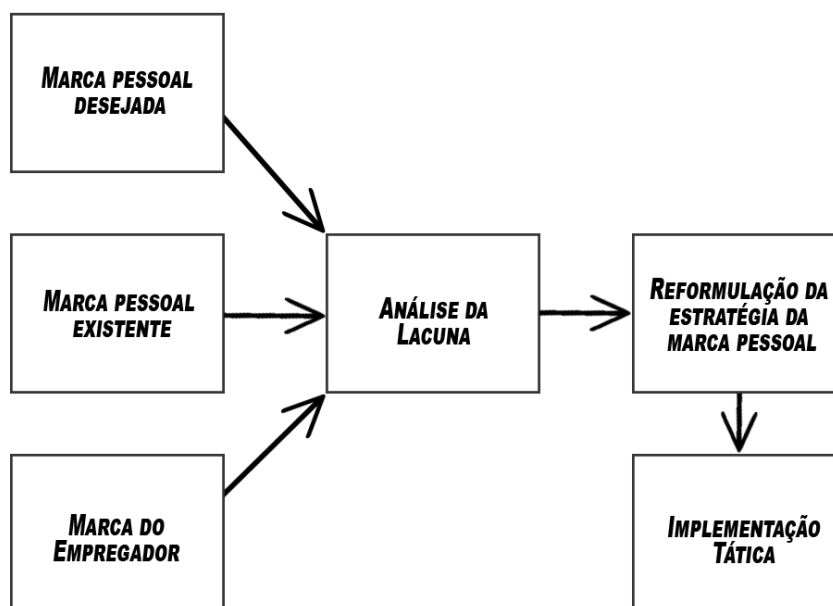 Marca pessoal
desejada
Marca pessoal
existente
Marca do
Empregador
Análise da
Lacuna
Reformulação da
estratégia da
marca pessoal
Implementação
Tática